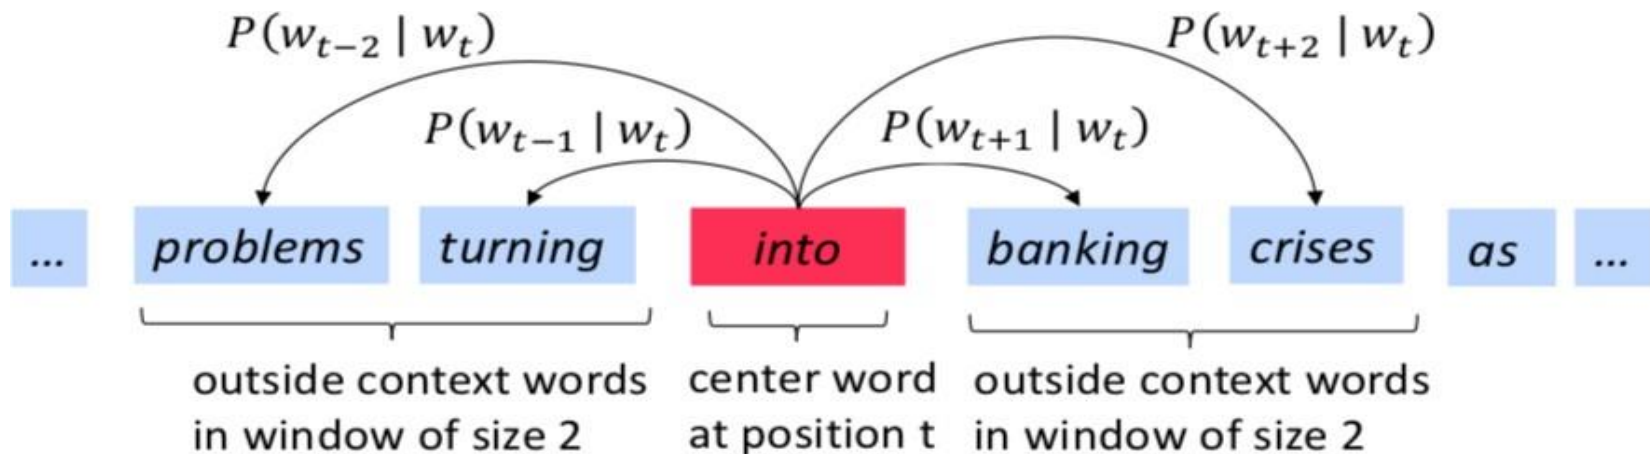 P(w_{t−2} | w_t) P(w_{t+2} | w_t)
P(w_{t−1} | w_t) P(w_{t+1} | w_t)
... problems turning into banking crises as ...
outside context words center word outside context words
in window of size 2 at position t in window of size 2